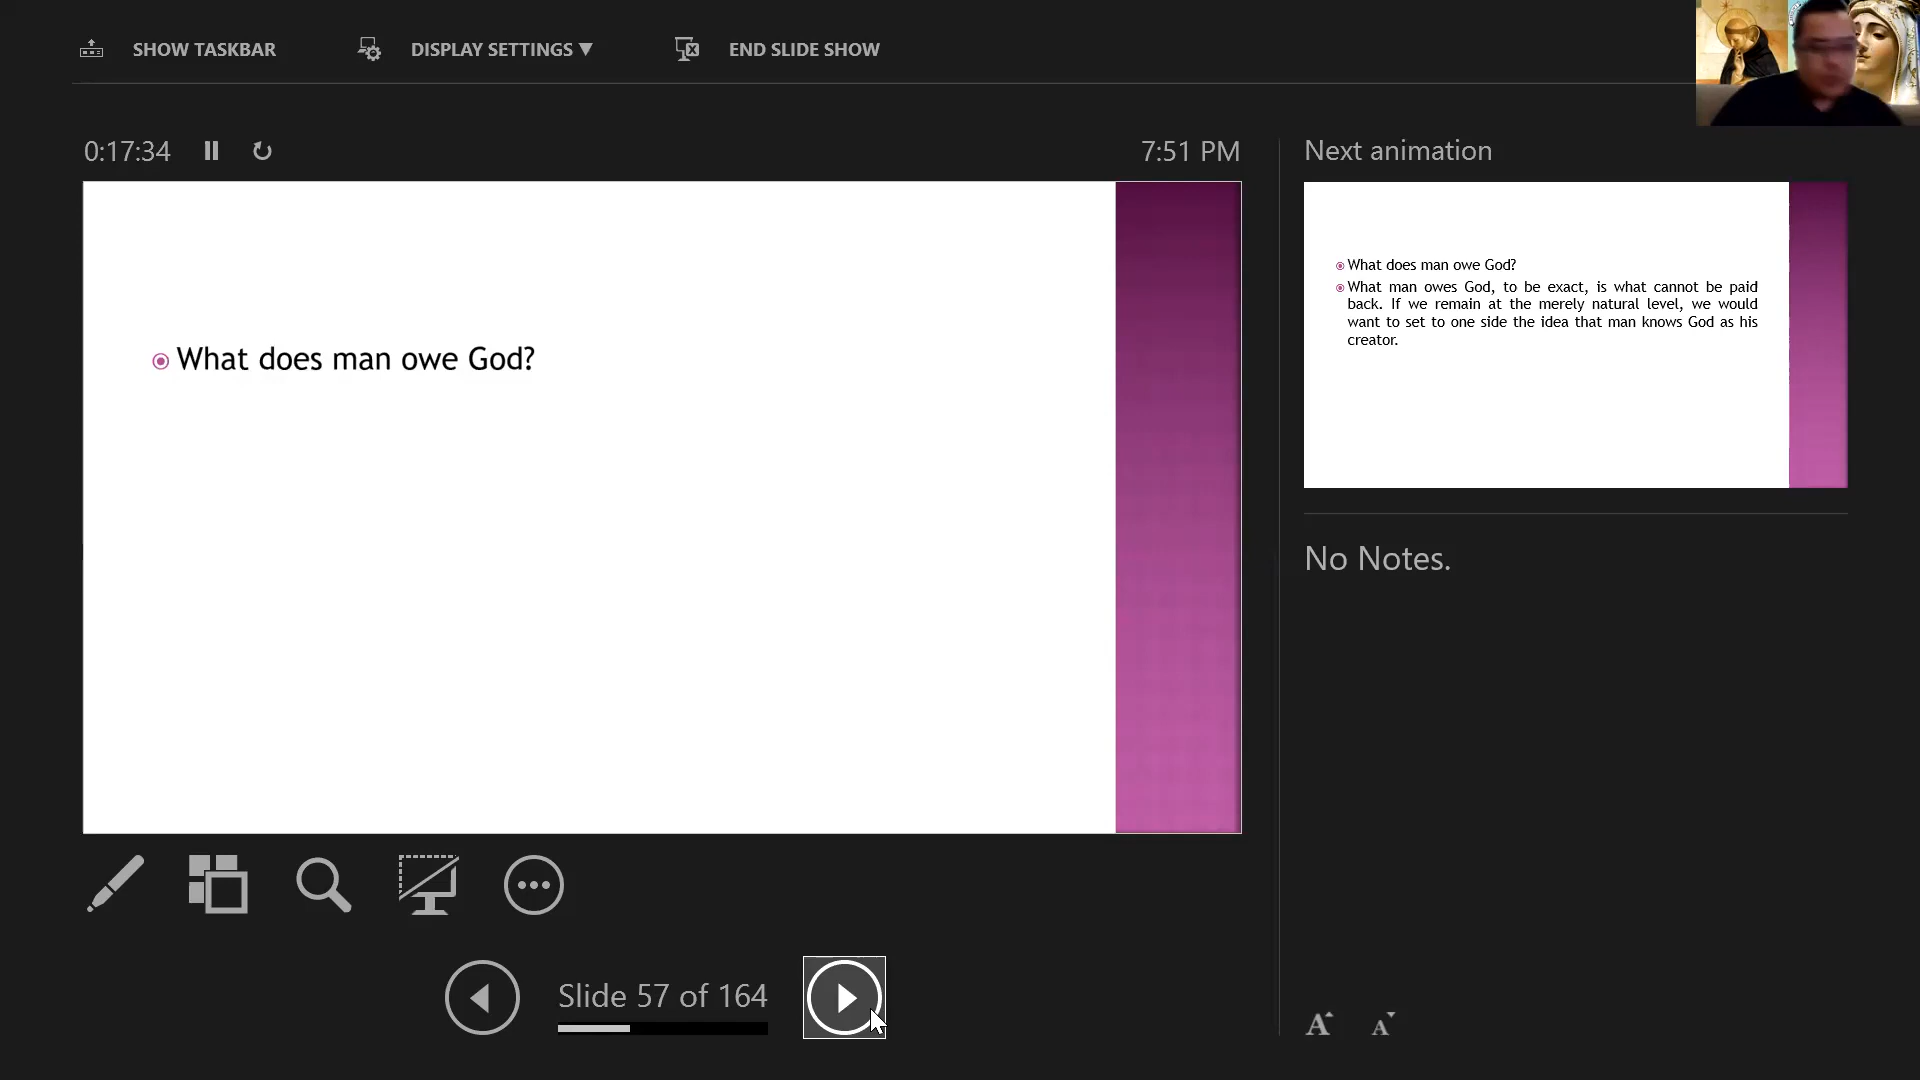 SHOW TASKBAR
DISPLAY SETTINGS ▼
END SLIDE SHOW
0:17:34
7:51 PM
What does man owe God?
Slide 57 of 164
Next animation
What does man owe God?
What man owes God, to be exact, is what cannot be paid
back. If we remain at the merely natural level, we would
want to set to one side the idea that man knows God as his
creator.
No Notes.
A A